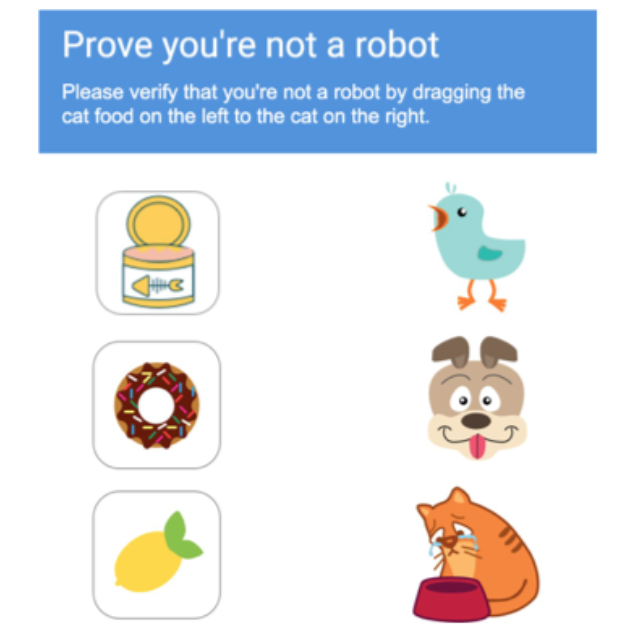 Prove you're not a robot
Please verify that you're not a robot by dragging the
cat food on the left to the cat on the right.